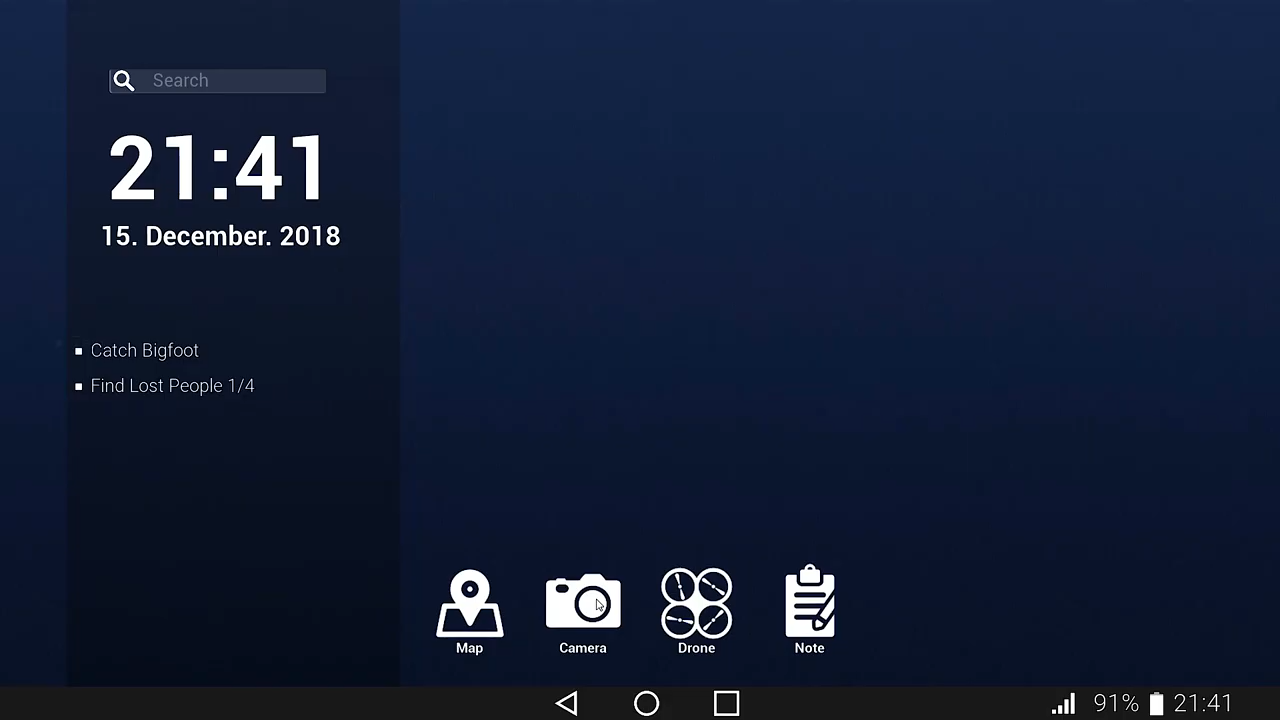 Search
21:41
15. December. 2018
Catch Bigfoot
Find Lost People 1/4
Map
Camera
Drone
Note
91%
21:41